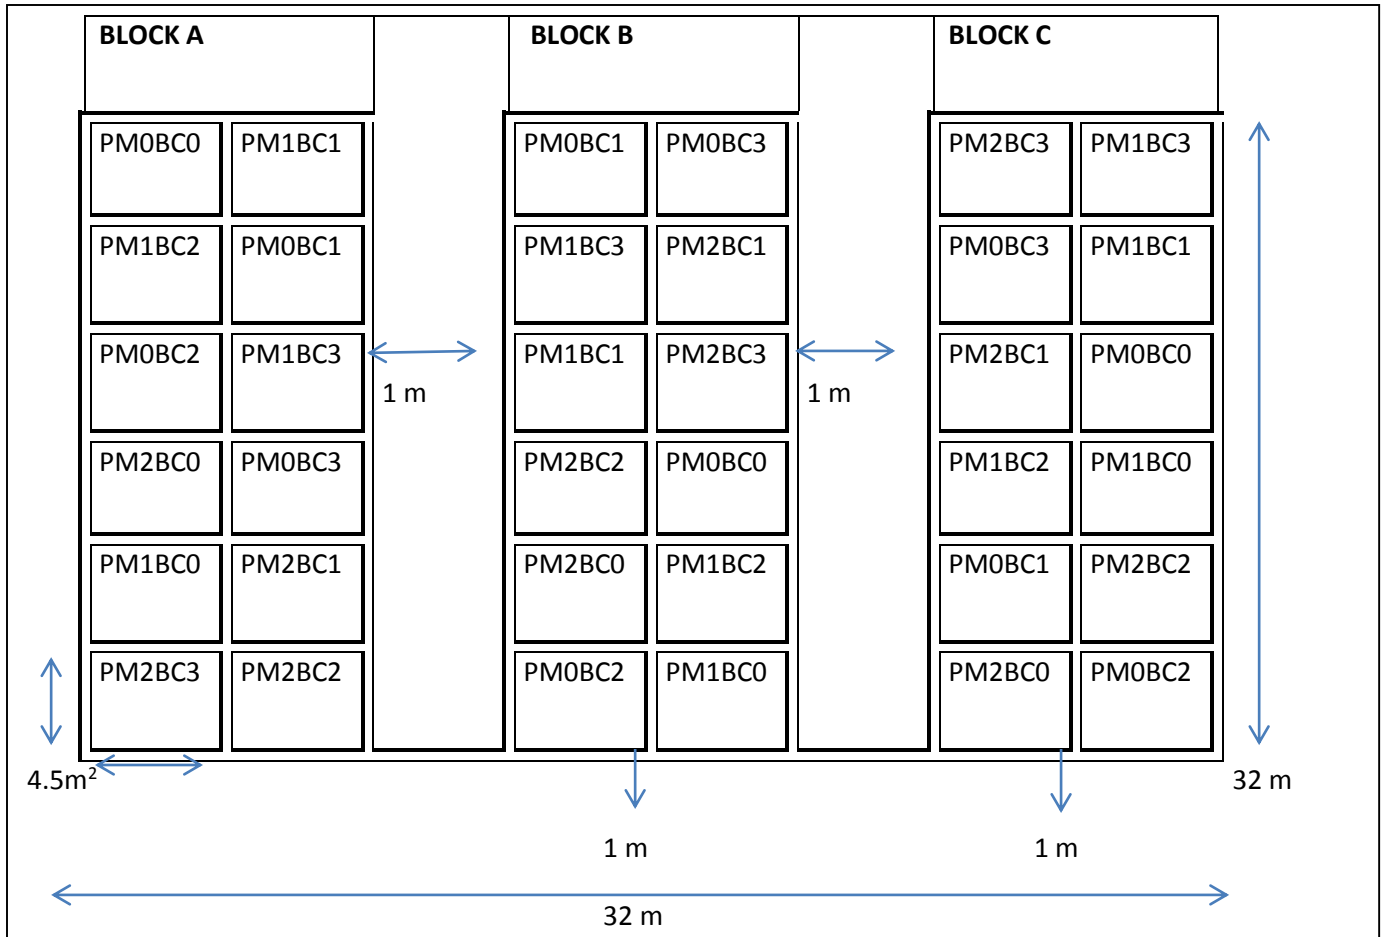 BLOCK A BLOCK B BLOCK C
PM0BC0 PM1BC1 PM0BC1 PM0BC3 PM2BC3 PM1BC3
PM1BC2 PM0BC1 PM1BC3 PM2BC1 PM0BC3 PM1BC1
PM0BC2 PM1BC3 PM1BC1 PM2BC3 PM2BC1 PM0BC0
1 m 1 m
PM2BC0 PM0BC3 PM2BC2 PM0BC0 PM1BC2 PM1BC0
PM1BC0 PM2BC1 PM2BC0 PM1BC2 PM0BC1 PM2BC2
PM2BC3 PM2BC2 PM0BC2 PM1BC0 PM2BC0 PM0BC2
4.5m² 32 m
1 m 1 m
32 m